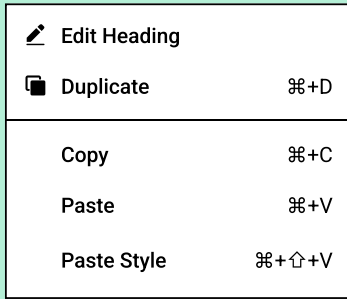 Edit Heading
Duplicate ⌘+D
Copy ⌘+C
Paste ⌘+V
Paste Style ⌘+⇧+V